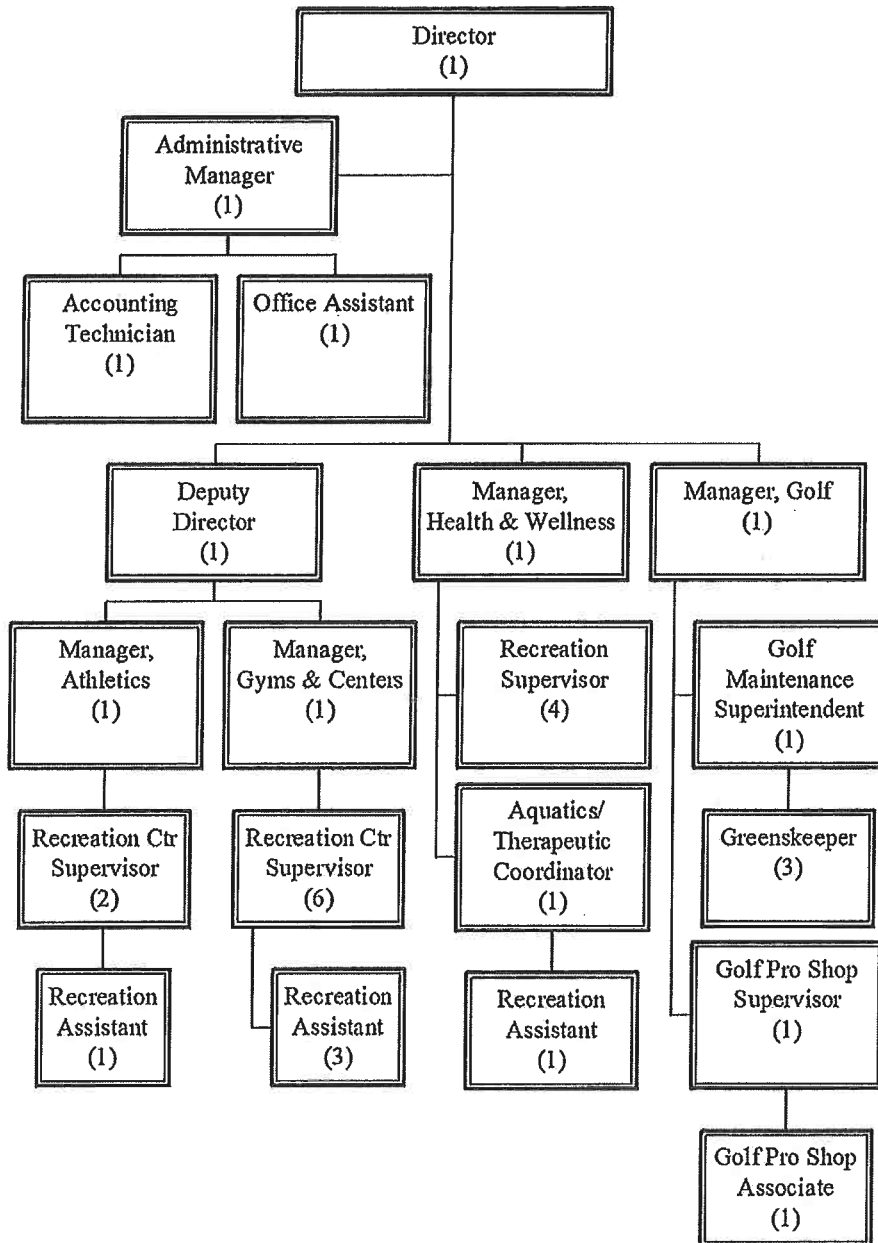 Director
(1)
Administrative
Manager
(1)
Accounting
Technician
(1)
Office Assistant
(1)
Deputy
Director
(1)
Manager,
Health & Wellness
(1)
Manager, Golf
(1)
Manager,
Athletics
(1)
Manager,
Gyms & Centers
(1)
Recreation
Supervisor
(4)
Golf
Maintenance
Superintendent
(1)
Recreation Ctr
Supervisor
(2)
Recreation Ctr
Supervisor
(6)
Aquatics/
Therapeutic
Coordinator
(1)
Greenskeeper
(3)
Recreation
Assistant
(1)
Recreation
Assistant
(3)
Recreation
Assistant
(1)
Golf Pro Shop
Supervisor
(1)
Golf Pro Shop
Associate
(1)